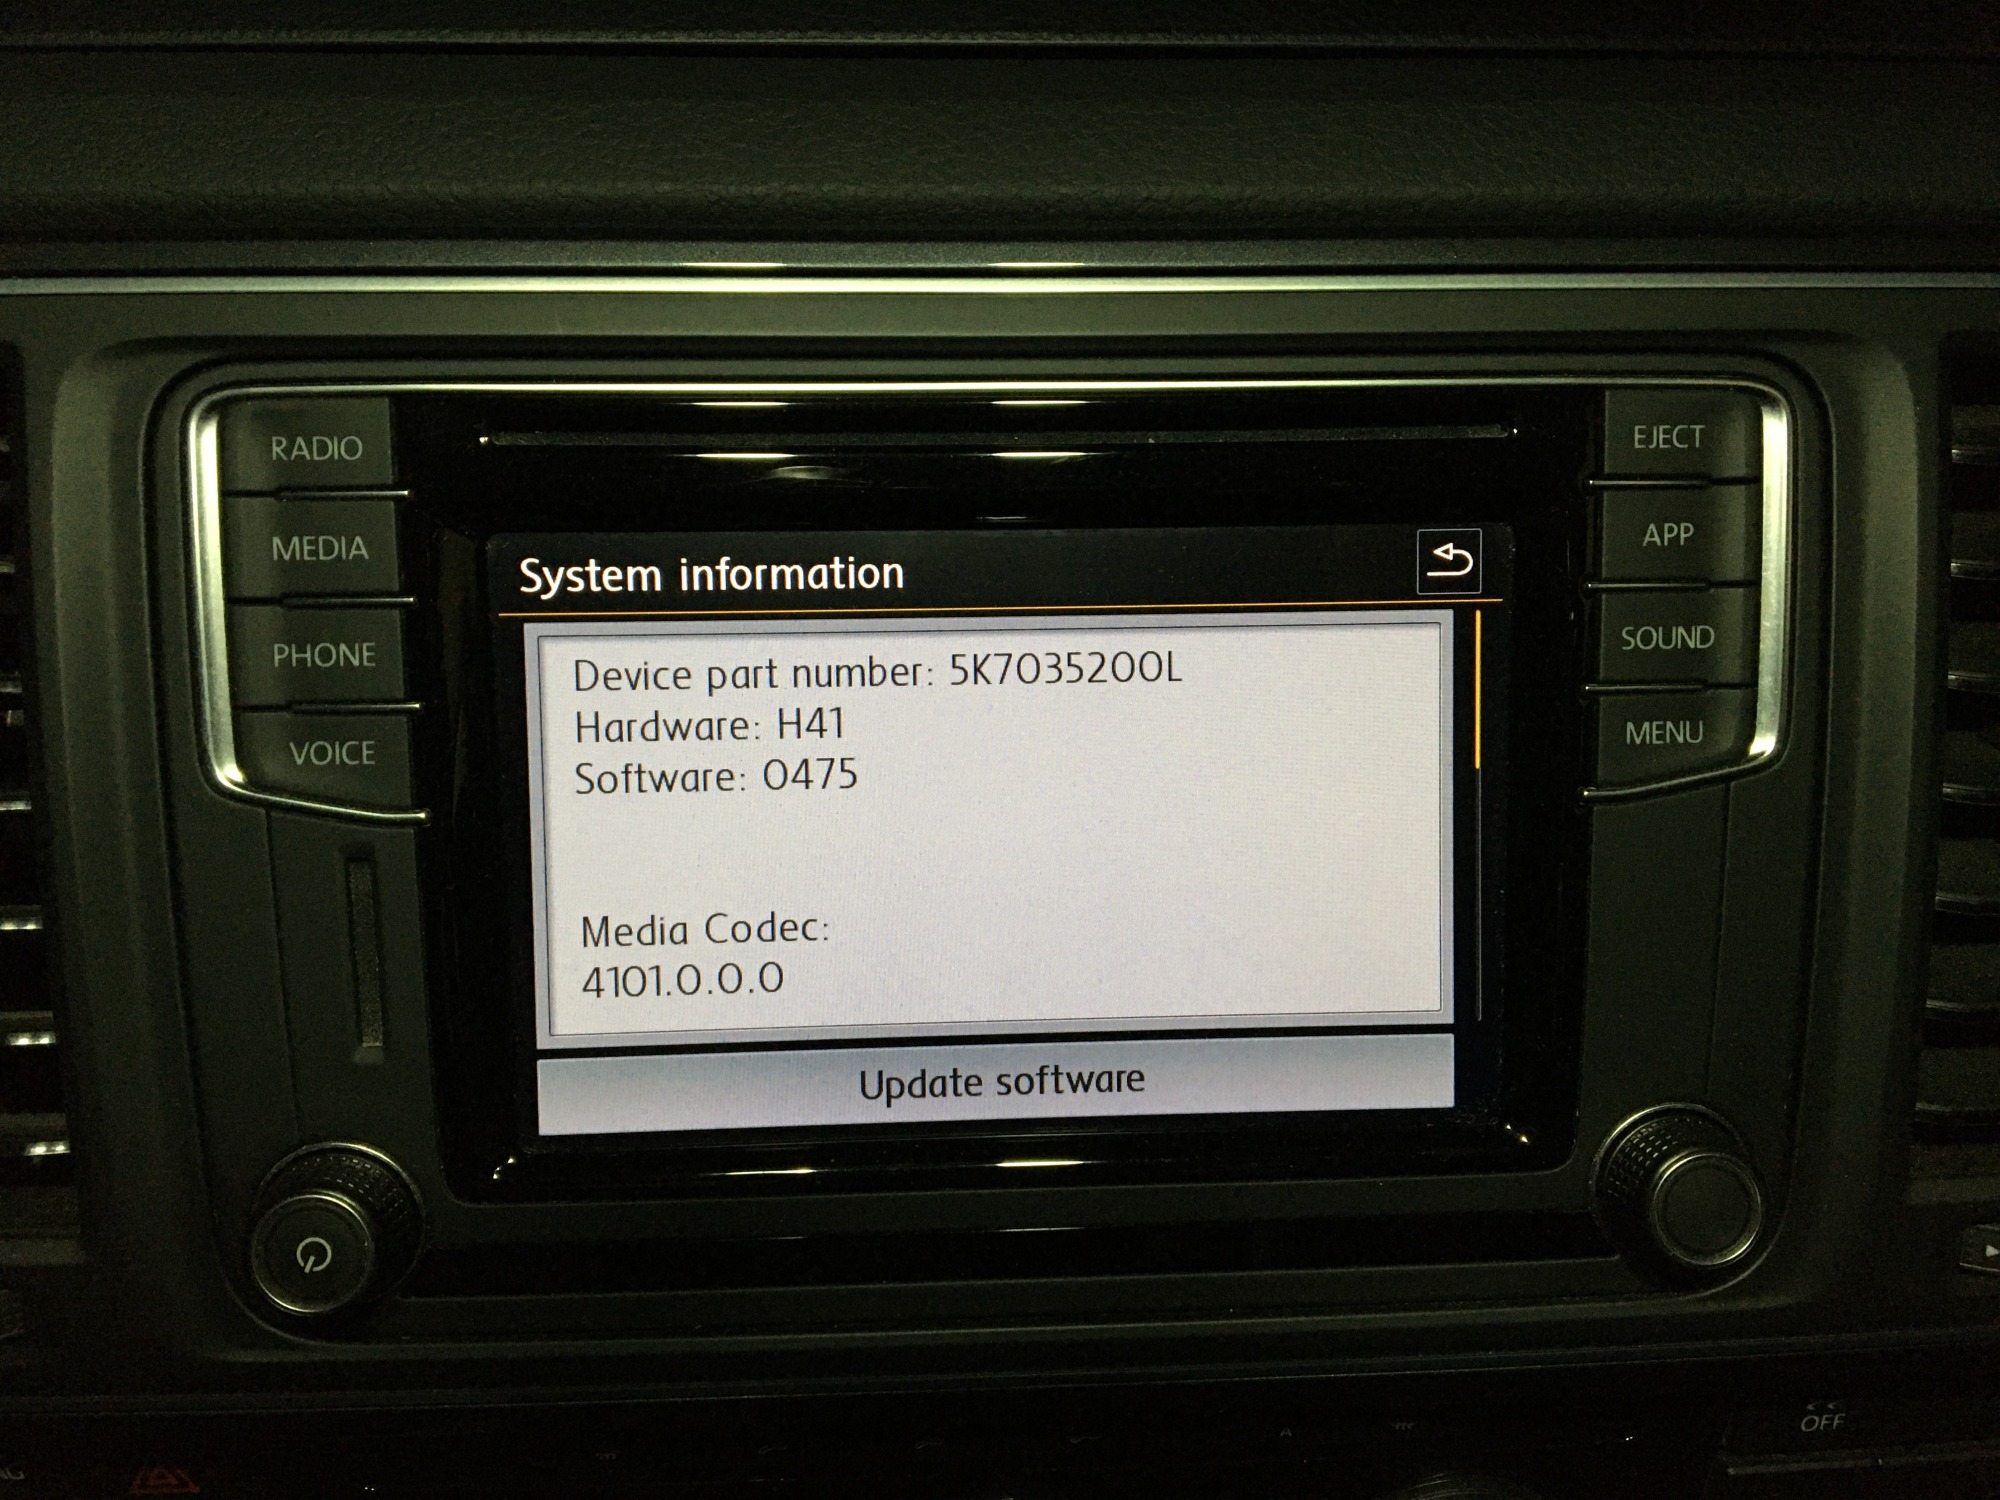 RADIO
MEDIA
PHONE
VOICE
EJECT
APP
SOUND
MENU
System information
Device part number: 5K7035200L
Hardware: H41
Software: 0475
Media Codec:
4101.0.0.0
Update software
OFF